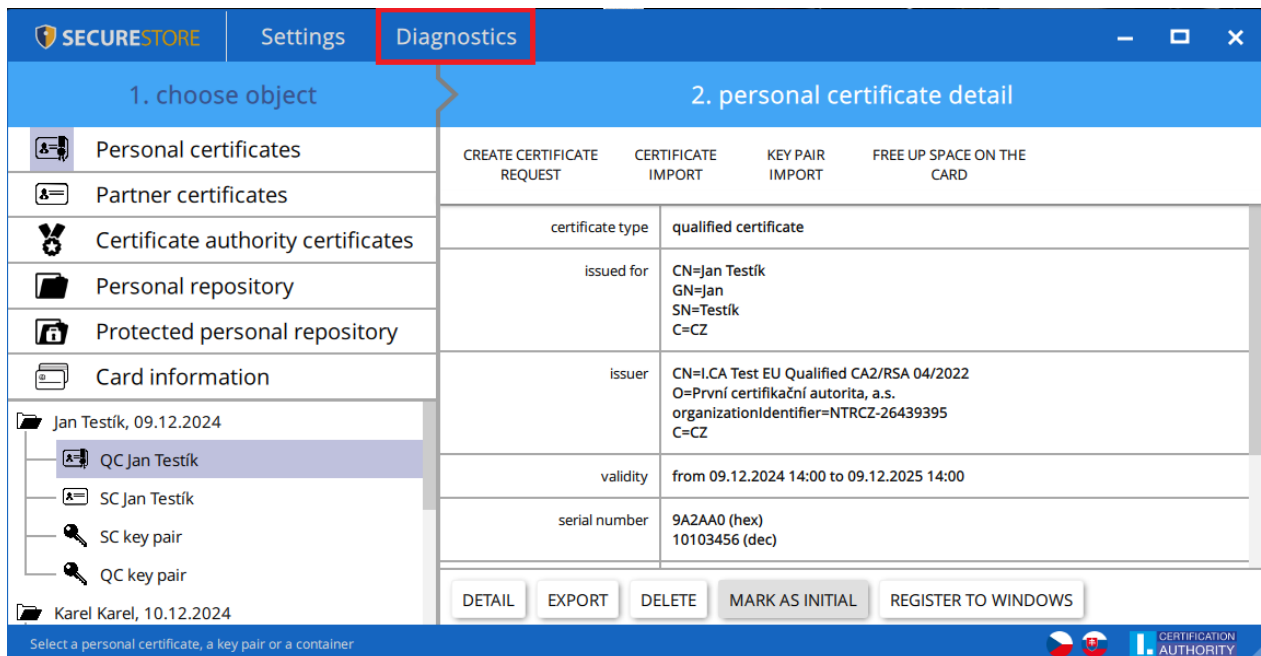 SECURESTORE
Settings
Diagnostics
1. choose object
2. personal certificate detail
Personal certificates
Partner certificates
Certificate authority certificates
Personal repository
Protected personal repository
Card information
Jan Testík, 09.12.2024
QC Jan Testík
SC Jan Testík
SC key pair
QC key pair
Karel Karel, 10.12.2024
CREATE CERTIFICATE
REQUEST
CERTIFICATE
IMPORT
KEY PAIR
IMPORT
FREE UP SPACE ON THE
CARD
certificate type
qualified certificate
issued for
CN=Jan Testík
GN=Jan
SN=Testík
C=CZ
issuer
CN=I.CA Test EU Qualified CA2/RSA 04/2022
O=První certifikační autorita, a.s.
organizationIdentifier=NTRCZ-26439395
C=CZ
validity
from 09.12.2024 14:00 to 09.12.2025 14:00
serial number
9A2AA0 (hex)
10103456 (dec)
DETAIL
EXPORT
DELETE
MARK AS INITIAL
REGISTER TO WINDOWS
Select a personal certificate, a key pair or a container
I.
CERTIFICATION
AUTHORITY